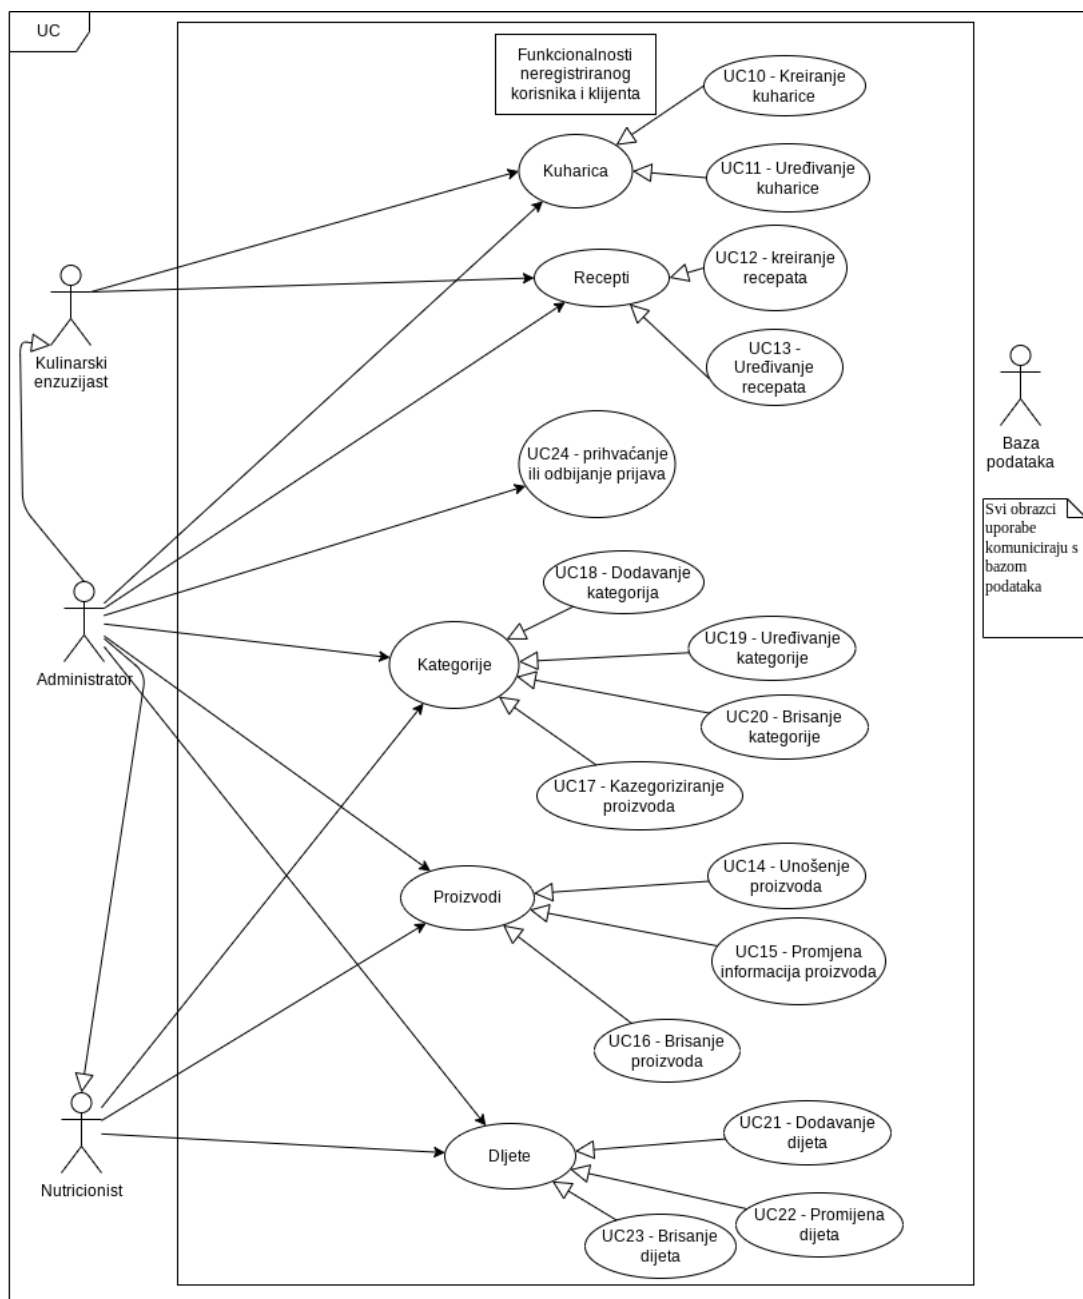 UC
Funkcionalnosti
neregistriranog
korisnika i klijenta
UC10 - Kreiranje
kuharice
Kuharica
UC11 - Uređivanje
kuharice
UC12 - kreiranje
recepata
Recepti
UC13 -
Uređivanje
recepata
Kulinarski
enzuzijast
Baza
podataka
UC24 - prihvaćanje
ili odbijanje prijava
Svi obrazci
uporabe
komuniciraju s
bazom
podataka
UC18 - Dodavanje
kategorija
Administrator
Kategorije
UC19 - Uređivanje
kategorije
UC20 - Brisanje
kategorije
UC17 - Kazegoriziranje
proizvoda
UC14 - Unošenje
proizvoda
Proizvodi
UC15 - Promjena
informacija proizvoda
UC16 - Brisanje
proizvoda
UC21 - Dodavanje
dijeta
DIjete
Nutricionist
UC22 - Promijena
dijeta
UC23 - Brisanje
dijeta